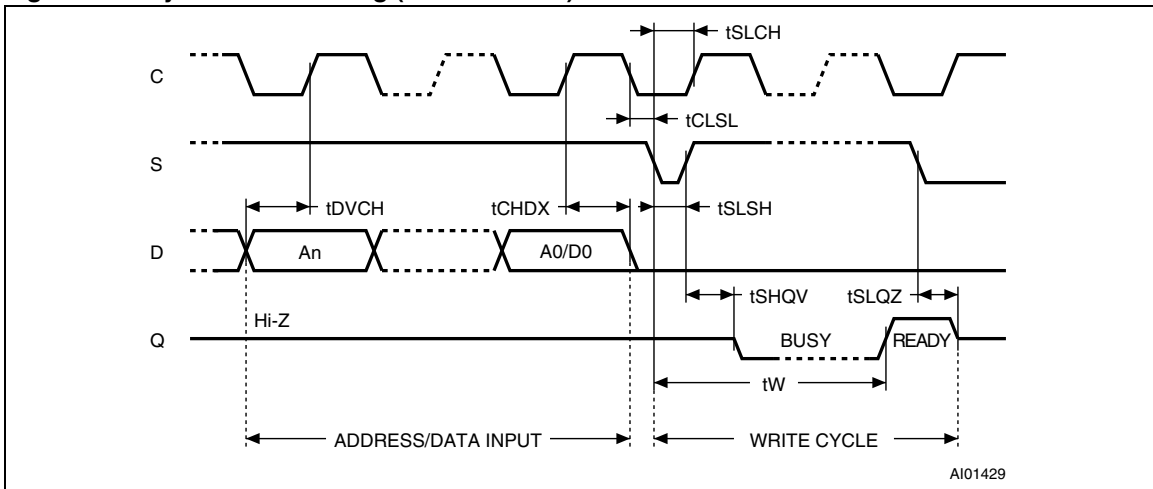 tSLCH
C
tCLSL
S
tDVCH
tCHDX
tSLSH
D
An
A0/D0
tSHQV
tSLQZ
Hi-Z
Q
BUSY
READY
tW
ADDRESS/DATA INPUT
WRITE CYCLE
AI01429